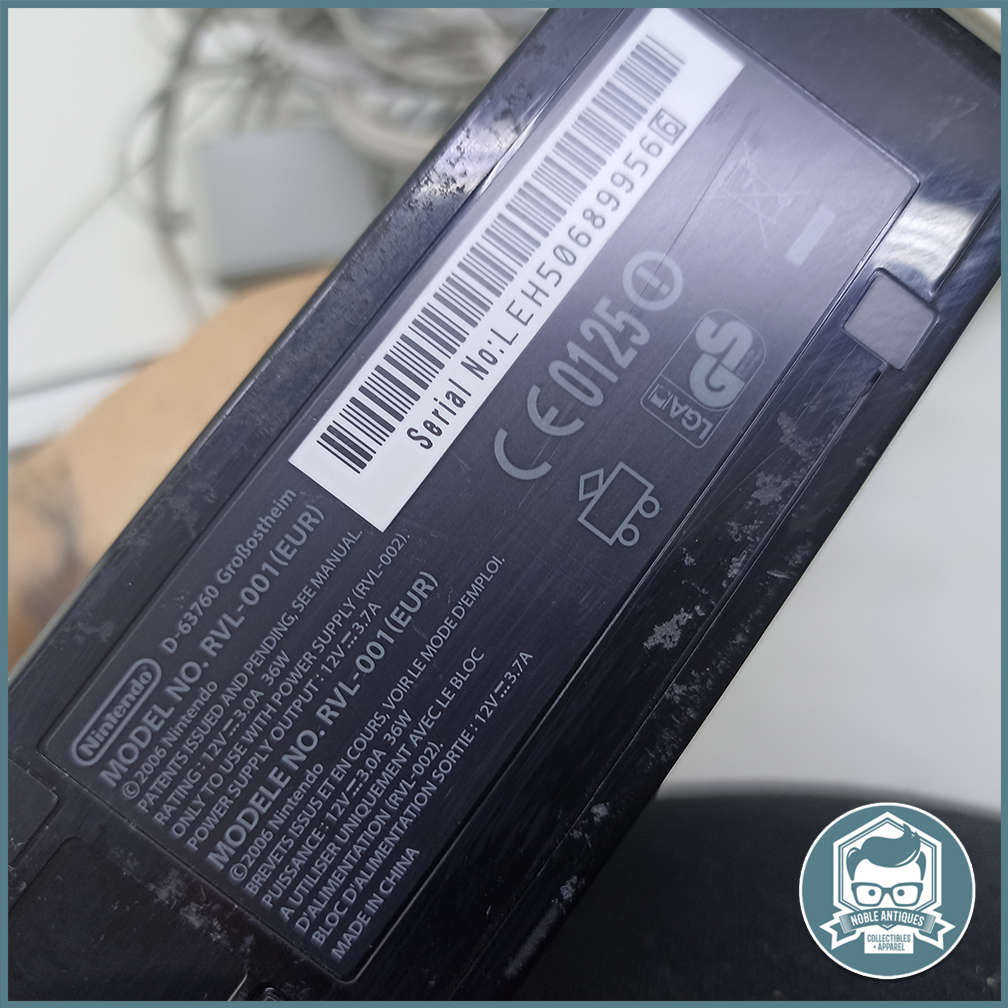 Nintendo
D-63760 Großostheim
MODEL NO. RVL-001(EUR)
©2006 Nintendo
PATENTS ISSUED AND PENDING, SEE MANUAL.
RATING : 12V⎓3.0A 36W
ONLY TO USE WITH POWER SUPPLY (RVL-002).
POWER SUPPLY OUTPUT : 12V⎓3.7A
MODELE NO. RVL-001(EUR)
©2006 Nintendo
BREVETS ISSUS ET EN COURS, VOIR LE MODE D'EMPLOI.
PUISSANCE : 12V⎓3.0A 36W
A UTILISER UNIQUEMENT AVEC LE BLOC
D'ALIMENTATION (RVL-002).
BLOC D'ALIMENTATION SORTIE : 12V⎓3.7A
MADE IN CHINA
Serial No: LEH506899566
CE0125
LGA
GS
NOBLE ANTIQUES
COLLECTIBLES
+ APPAREL